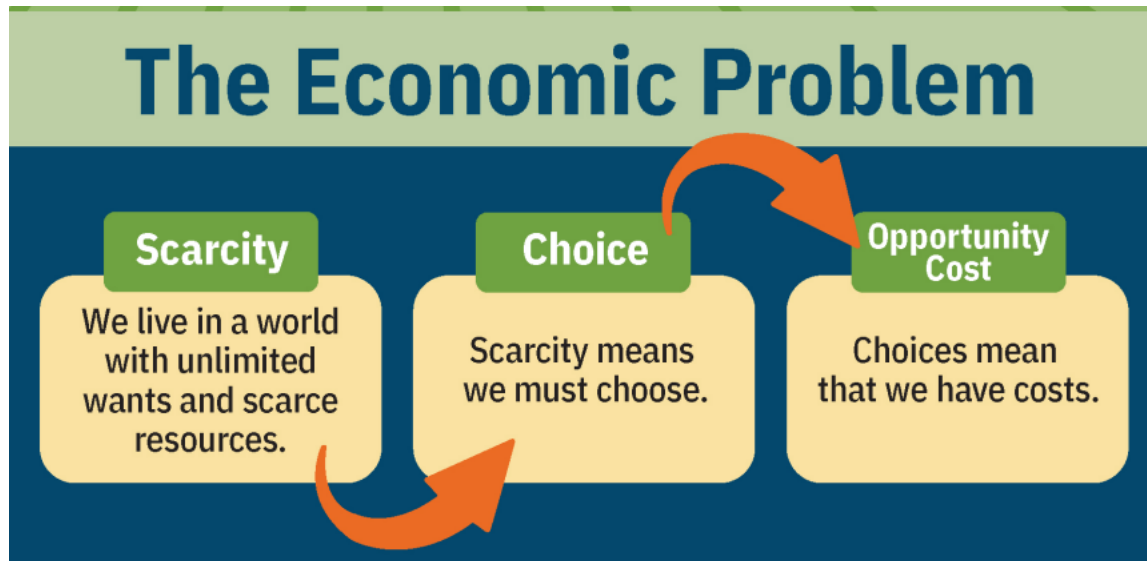 The Economic Problem
Scarcity
We live in a world
with unlimited
wants and scarce
resources.
Choice
Scarcity means
we must choose.
Opportunity
Cost
Choices mean
that we have costs.